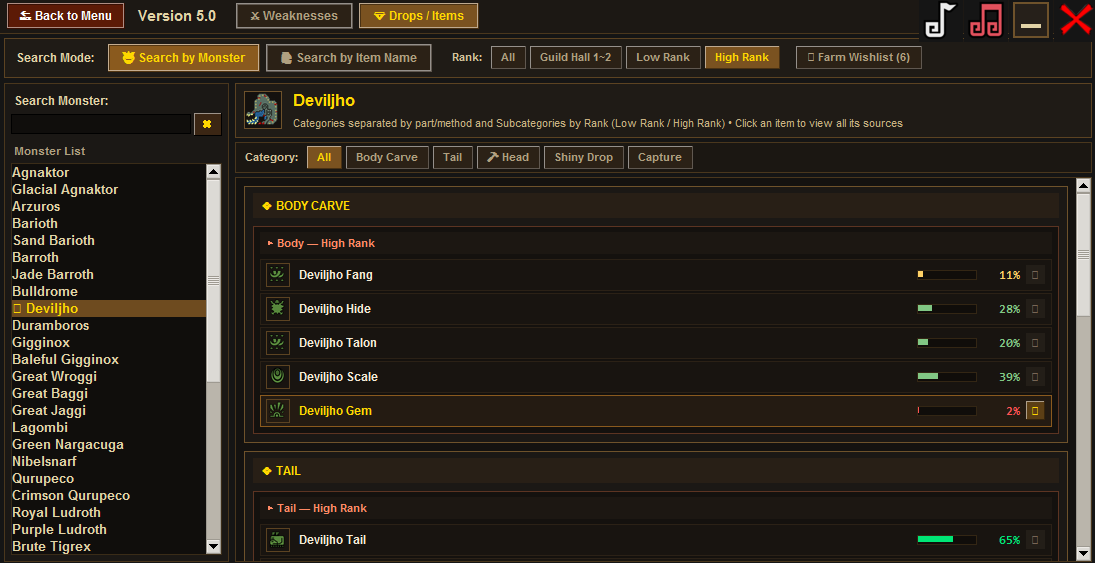 Back to Menu Version 5.0 Weaknesses Drops / Items
Search Mode: Search by Monster Search by Item Name Rank: All Guild Hall 1~2 Low Rank High Rank Farm Wishlist (6)
Search Monster:
Monster List
Agnaktor
Glacial Agnaktor
Arzuros
Barioth
Sand Barioth
Barroth
Jade Barroth
Bulldrome
Deviljho
Duramboros
Gigginox
Baleful Gigginox
Great Wroggi
Great Baggi
Great Jaggi
Lagombi
Green Nargacuga
Nibelsnarf
Qurupeco
Crimson Qurupeco
Royal Ludroth
Purple Ludroth
Brute Tigrex
Deviljho
Categories separated by part/method and Subcategories by Rank (Low Rank / High Rank) • Click an item to view all its sources
Category: All Body Carve Tail Head Shiny Drop Capture
BODY CARVE
Body — High Rank
Deviljho Fang 11%
Deviljho Hide 28%
Deviljho Talon 20%
Deviljho Scale 39%
Deviljho Gem 2%
TAIL
Tail — High Rank
Deviljho Tail 65%